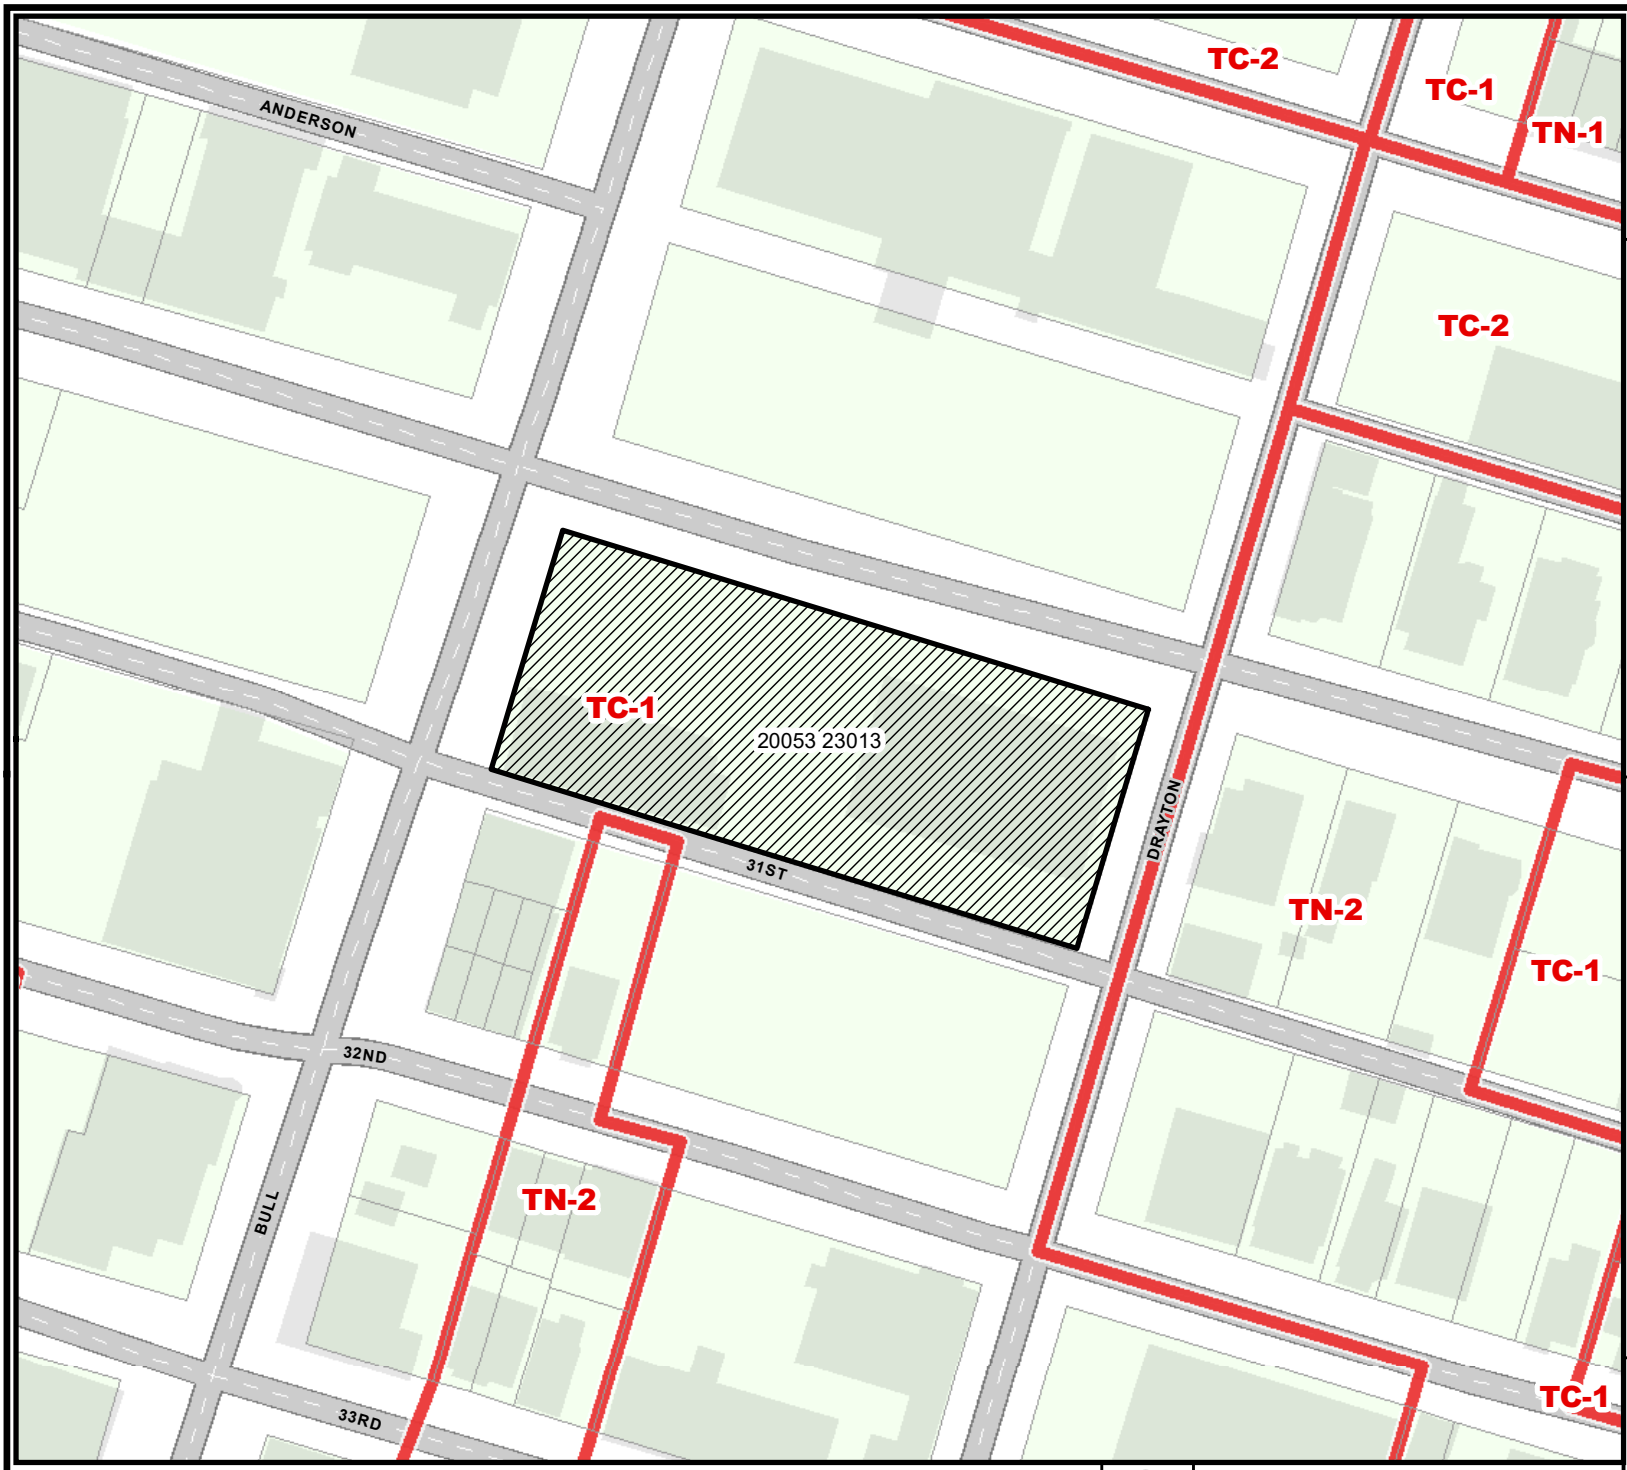 TC-2
TC-1
ANDERSON
TN-1
TC-2
TC-1
20053 23013
DRAYTON
31ST
TN-2
TC-1
32ND
TN-2
BULL
TC-1
33RD